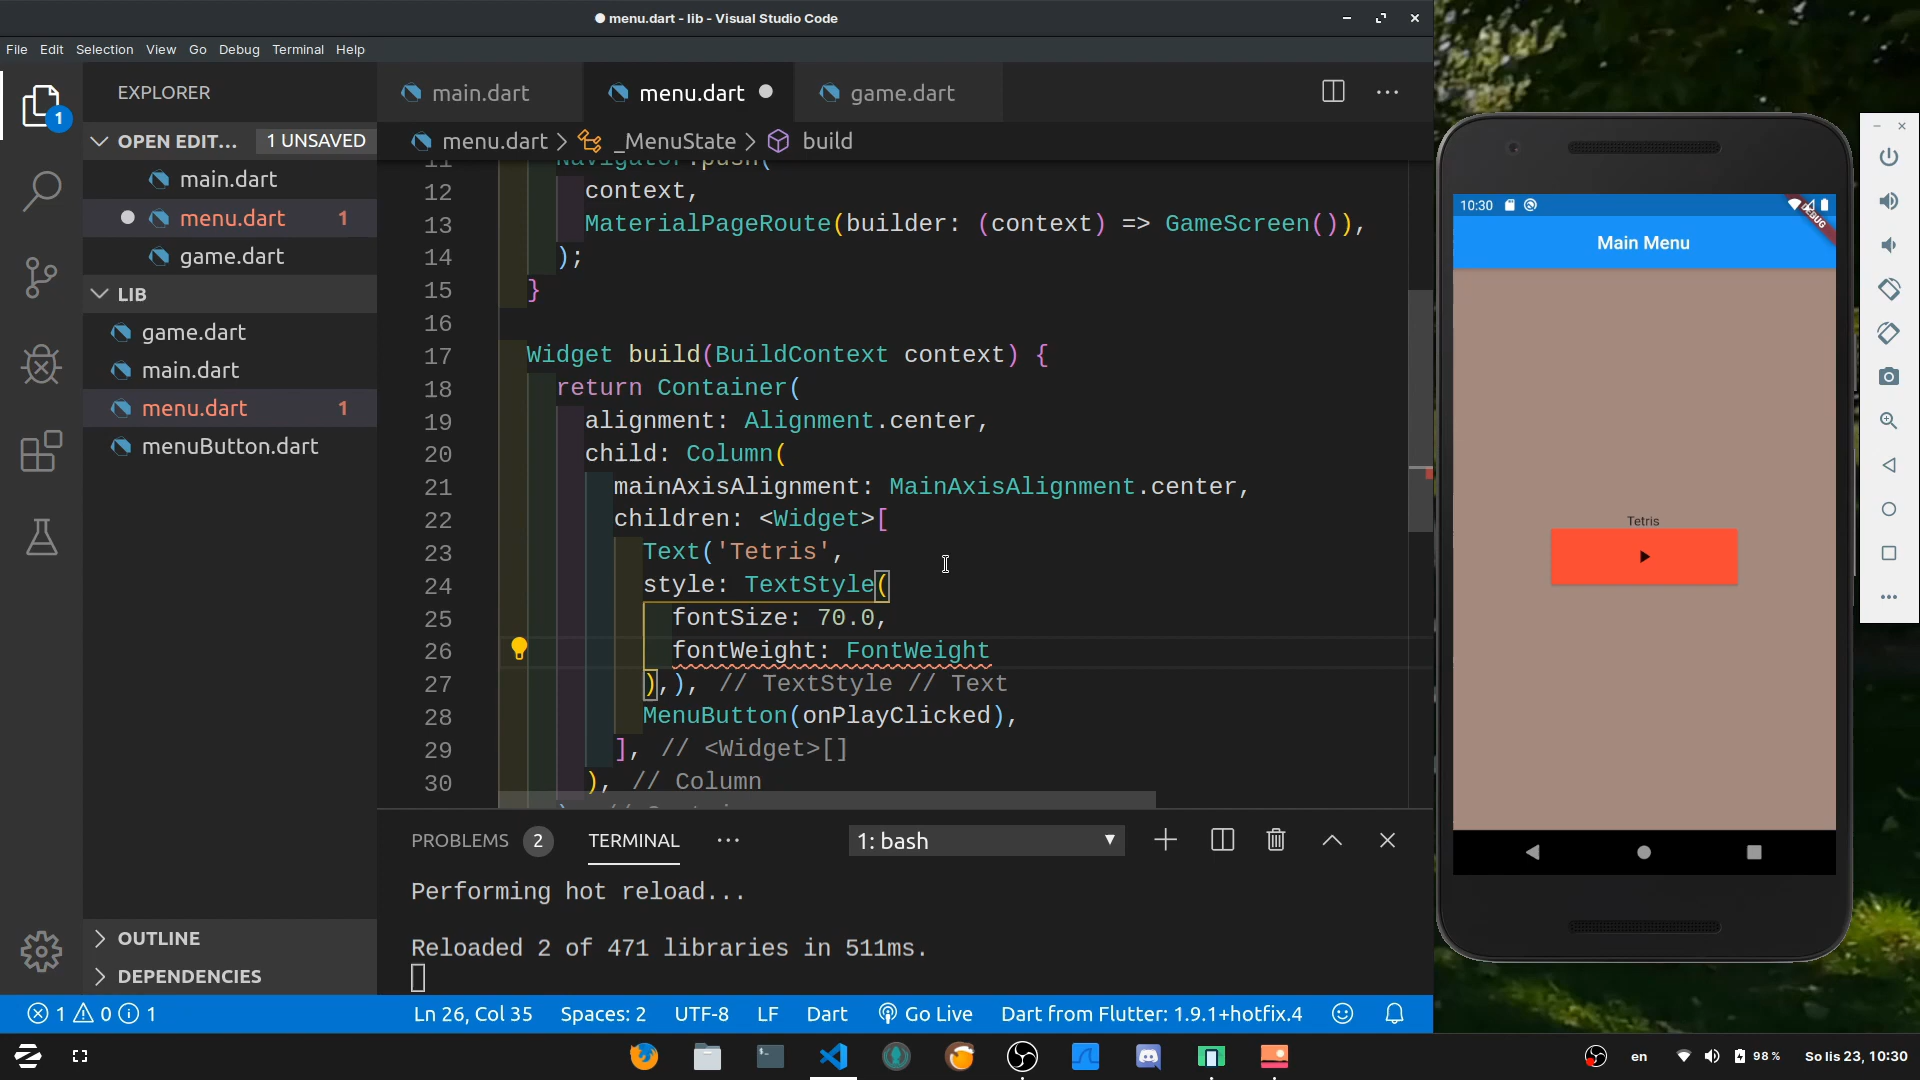 menu.dart - lib - Visual Studio Code
File Edit Selection View Go Debug Terminal Help
1
EXPLORER
OPEN EDIT... 1 UNSAVED
main.dart
menu.dart 1
game.dart
LIB
game.dart
main.dart
menu.dart 1
menuButton.dart
OUTLINE
DEPENDENCIES
main.dart menu.dart game.dart
menu.dart > _MenuState > build
11 Navigator.push(
12 context,
13 MaterialPageRoute(builder: (context) => GameScreen()),
14 );
15 }
16
17 Widget build(BuildContext context) {
18 return Container(
19 alignment: Alignment.center,
20 child: Column(
21 mainAxisAlignment: MainAxisAlignment.center,
22 children: <Widget>[
23 Text('Tetris',
24 style: TextStyle(
25 fontSize: 70.0,
26 fontWeight: FontWeight
27 ),), // TextStyle // Text
28 MenuButton(onPlayClicked),
29 ], // <Widget>[]
30 ), // Column
PROBLEMS 2 TERMINAL ... 1: bash
Performing hot reload...
Reloaded 2 of 471 libraries in 511ms.
1 0 1 Ln 26, Col 35 Spaces: 2 UTF-8 LF Dart Go Live Dart from Flutter: 1.9.1+hotfix.4
10:30
DEBUG
Main Menu
Tetris
en 98% So lis 23, 10:30